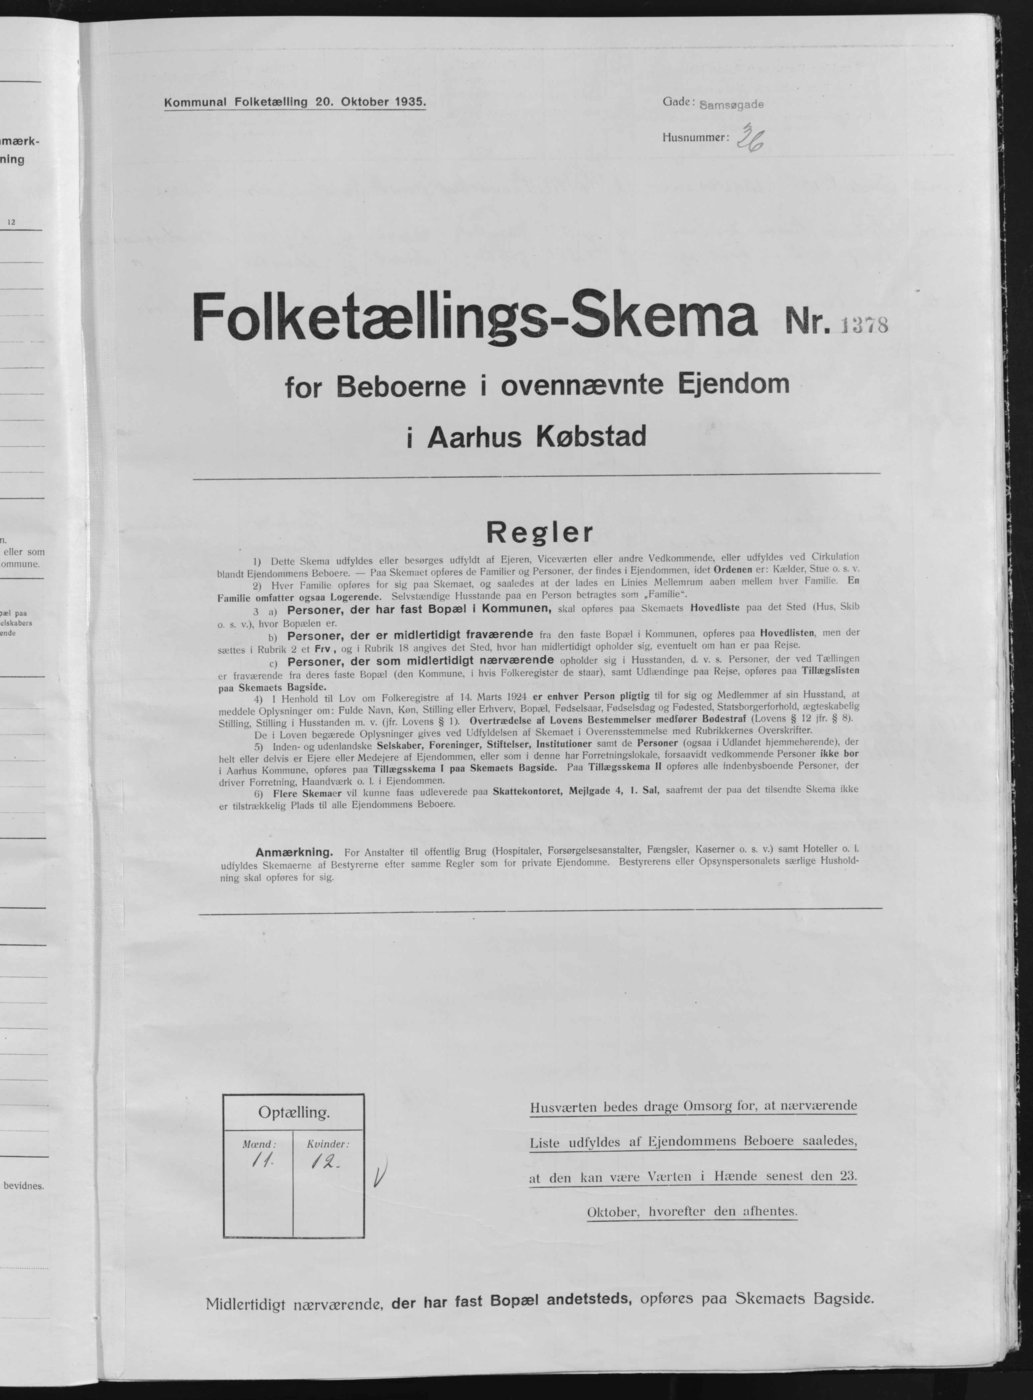 Kommunal Folketælling 20. Oktober 1935.
Gade: Samsøgade
Husnummer: 36
Folketællings-Skema Nr. 1378
for Beboerne i ovennævnte Ejendom
i Aarhus Købstad
Regler
1) Dette Skema udfyldes eller besørges udfyldt af Ejeren, Viceværten eller andre Vedkommende, eller udfyldes ved Cirkulation
blandt Ejendommens Beboere. — Paa Skemaet opføres de Familier og Personer, der findes i Ejendommen, idet Ordenen er: Kælder, Stue o. s. v.
2) Hver Familie opføres for sig paa Skemaet, og saaledes at der lades en Linies Mellemrum aaben mellem hver Familie. En
Familie omfatter ogsaa Logerende. Selvstændige Husstande paa en Person betragtes som „Familie“.
3 a) Personer, der har fast Bopæl i Kommunen, skal opføres paa Skemaets Hovedliste paa det Sted (Hus, Skib
o. s. v.), hvor Bopælen er.
b) Personer, der er midlertidigt fraværende fra den faste Bopæl i Kommunen, opføres paa Hovedlisten, men der
sættes i Rubrik 2 et Frv, og i Rubrik 18 angives det Sted, hvor han midlertidigt opholder sig, eventuelt om han er paa Rejse.
c) Personer, der som midlertidigt nærværende opholder sig i Husstanden, d. v. s. Personer, der ved Tællingen
er fraværende fra deres faste Bopæl (den Kommune, i hvis Folkeregister de staar), samt Udlændinge paa Rejse, opføres paa Tillægslisten
paa Skemaets Bagside.
4) I Henhold til Lov om Folkeregistre af 14. Marts 1924 er enhver Person pligtig til for sig og Medlemmer af sin Husstand, at
meddele Oplysninger om: Fulde Navn, Køn, Stilling eller Erhverv, Bopæl, Fødselsaar, Fødselsdag og Fødested, Statsborgerforhold, ægteskabelig
Stilling, Stilling i Husstanden m. v. (jfr. Lovens § 1). Overtrædelse af Lovens Bestemmelser medfører Bødestraf (Lovens § 12 jfr. § 8).
De i Loven begærede Oplysninger gives ved Udfyldelsen af Skemaet i Overensstemmelse med Rubrikkernes Overskrifter.
5) Inden- og udenlandske Selskaber, Foreninger, Stiftelser, Institutioner samt de Personer (ogsaa i Udlandet hjemmehørende), der
helt eller delvis er Ejere eller Medejere af Ejendommen, eller som i denne har Forretningslokale, forsaavidt vedkommende Personer ikke bor
i Aarhus Kommune, opføres paa Tillægsskema I paa Skemaets Bagside. Paa Tillægsskema II opføres alle indenbysboende Personer, der
driver Forretning, Haandværk o. l. i Ejendommen.
6) Flere Skemaer vil kunne faas udleverede paa Skattekontoret, Mejlgade 4, 1. Sal, saafremt der paa det tilsendte Skema ikke
er tilstrækkelig Plads til alle Ejendommens Beboere.
Anmærkning. For Anstalter til offentlig Brug (Hospitaler, Forsørgelsesanstalter, Fængsler, Kaserner o. s. v.) samt Hoteller o. l.
udfyldes Skemaerne af Bestyrerne efter samme Regler som for private Ejendomme. Bestyrerens eller Opsynspersonalets særlige Hushold-
ning skal opføres for sig.
Optælling.
Mænd: Kvinder:
11. 12.
Husværten bedes drage Omsorg for, at nærværende
Liste udfyldes af Ejendommens Beboere saaledes,
at den kan være Værten i Hænde senest den 23.
Oktober, hvorefter den afhentes.
Midlertidigt nærværende, der har fast Bopæl andetsteds, opføres paa Skemaets Bagside.
mærk-
ning
12
n.
eller som
ommune.
pæl paa
elskabers
ende
bevidnes.